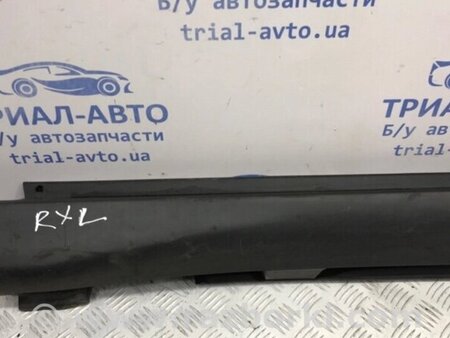 Б/у автозапчасти
trial-avto.ua
ТРИАЛ-АВТО
Б/у автозапчасти
trial-avto.ua
ТРИАЛ
Б/у авто
trial-
RXL